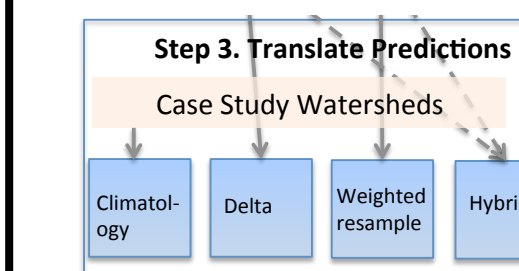 Step 3. Translate Predictions
Case Study Watersheds
Climatol-
ogy
Delta
Weighted
resample
Hybri